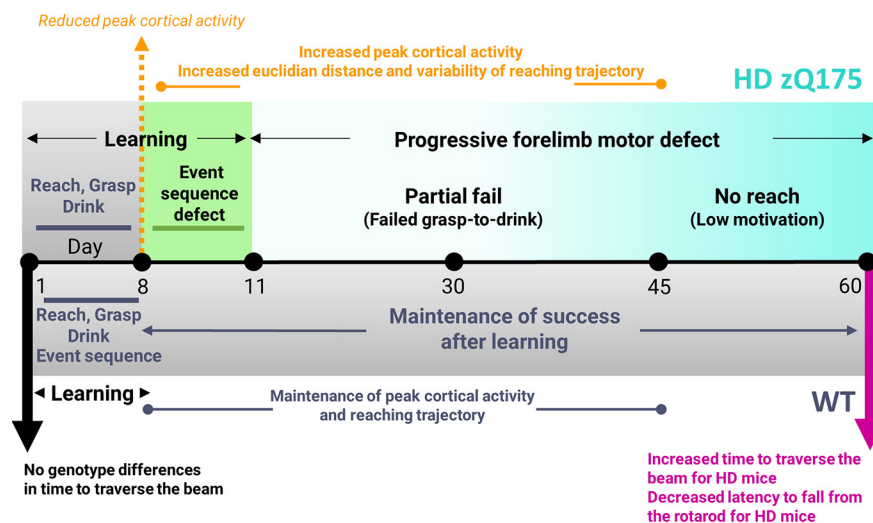 Reduced peak cortical activity
Increased peak cortical activity
Increased euclidian distance and variability of reaching trajectory
HD zQ175
Learning
Progressive forelimb motor defect
Reach, Grasp
Drink
Event
sequence
defect
Partial fail
(Failed grasp-to-drink)
No reach
(Low motivation)
Day
1
8
11
30
45
60
Reach, Grasp
Drink
Event sequence
Maintenance of success
after learning
Learning
Maintenance of peak cortical activity
and reaching trajectory
WT
No genotype differences
in time to traverse the beam
Increased time to traverse the
beam for HD mice
Decreased latency to fall from
the rotarod for HD mice